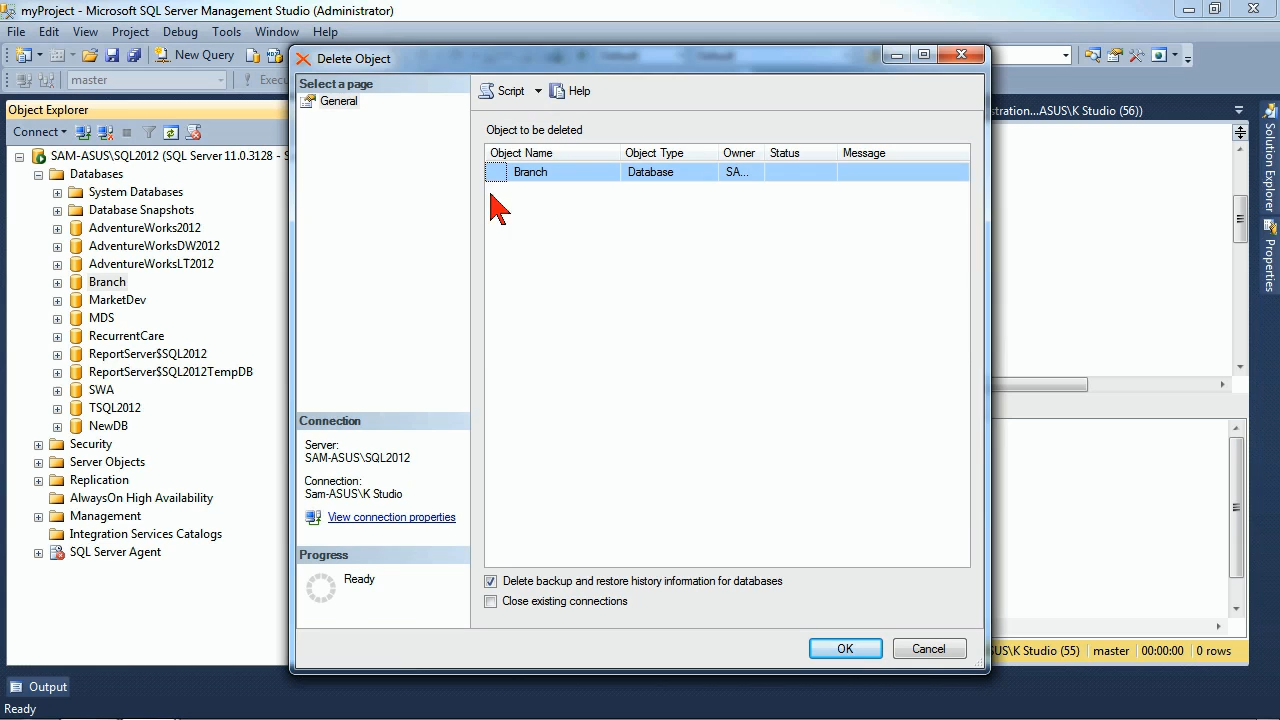 myProject - Microsoft SQL Server Management Studio (Administrator)
File Edit View Project Debug Tools Window Help
New Query
master
Execu
Object Explorer
Connect
SAM-ASUS\SQL2012 (SQL Server 11.0.3128 - S
Databases
System Databases
Database Snapshots
AdventureWorks2012
AdventureWorksDW2012
AdventureWorksLT2012
Branch
MarketDev
MDS
RecurrentCare
ReportServer$SQL2012
ReportServer$SQL2012TempDB
SWA
TSQL2012
NewDB
Security
Server Objects
Replication
AlwaysOn High Availability
Management
Integration Services Catalogs
SQL Server Agent
Delete Object
Select a page
General
Connection
Server:
SAM-ASUS\SQL2012
Connection:
Sam-ASUS\K Studio
View connection properties
Progress
Ready
Script Help
Object to be deleted
Object Name Object Type Owner Status Message
Branch Database SA...
Delete backup and restore history information for databases
Close existing connections
OK Cancel
stration...ASUS\K Studio (56))
Solution Explorer
Properties
SUS\K Studio (55) master 00:00:00 0 rows
Output
Ready